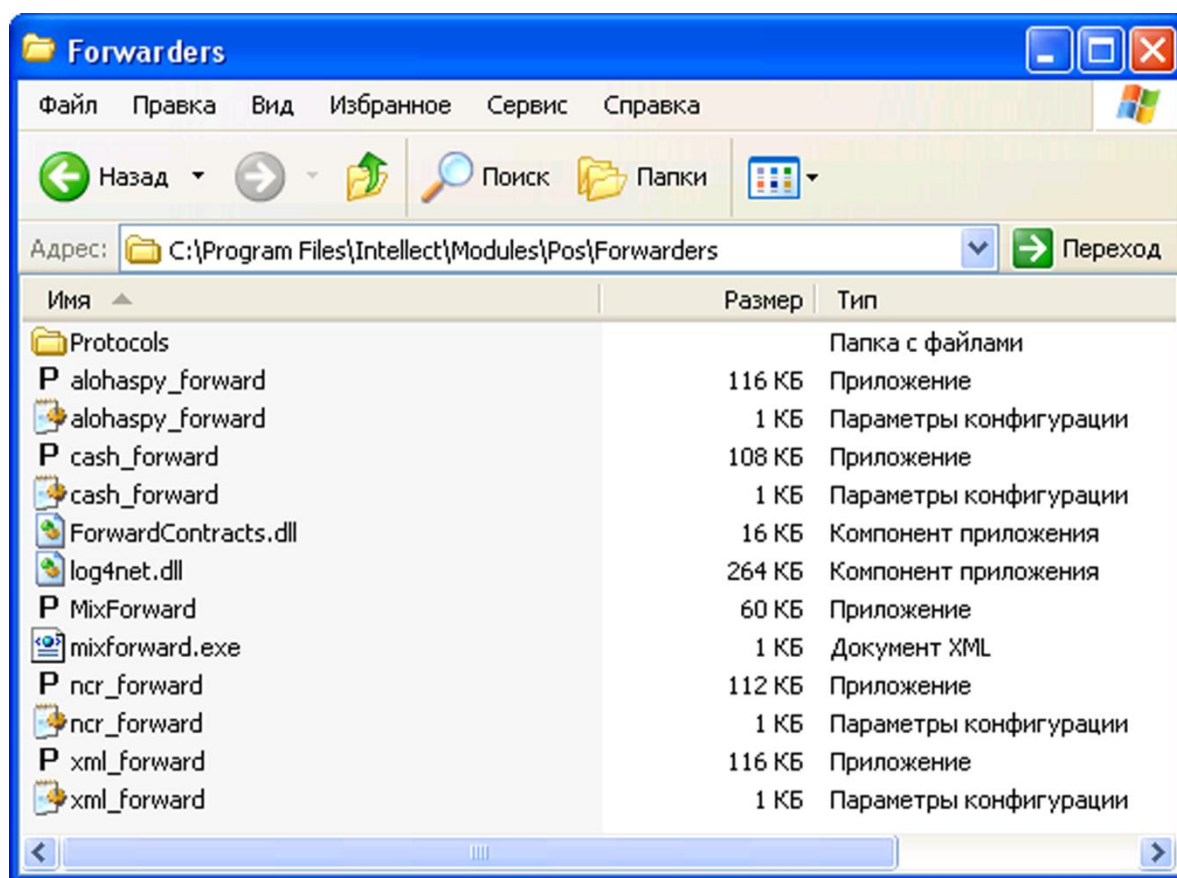 Forwarders
Файл Правка Вид Избранное Сервис Справка
Назад Поиск Папки
Адрес: C:\Program Files\Intellect\Modules\Pos\Forwarders Переход
Имя Размер Тип
Protocols Папка с файлами
P alohaspy_forward 116 КБ Приложение
alohaspy_forward 1 КБ Параметры конфигурации
P cash_forward 108 КБ Приложение
cash_forward 1 КБ Параметры конфигурации
ForwardContracts.dll 16 КБ Компонент приложения
log4net.dll 264 КБ Компонент приложения
P MixForward 60 КБ Приложение
mixforward.exe 1 КБ Документ XML
P ncr_forward 112 КБ Приложение
ncr_forward 1 КБ Параметры конфигурации
P xml_forward 116 КБ Приложение
xml_forward 1 КБ Параметры конфигурации